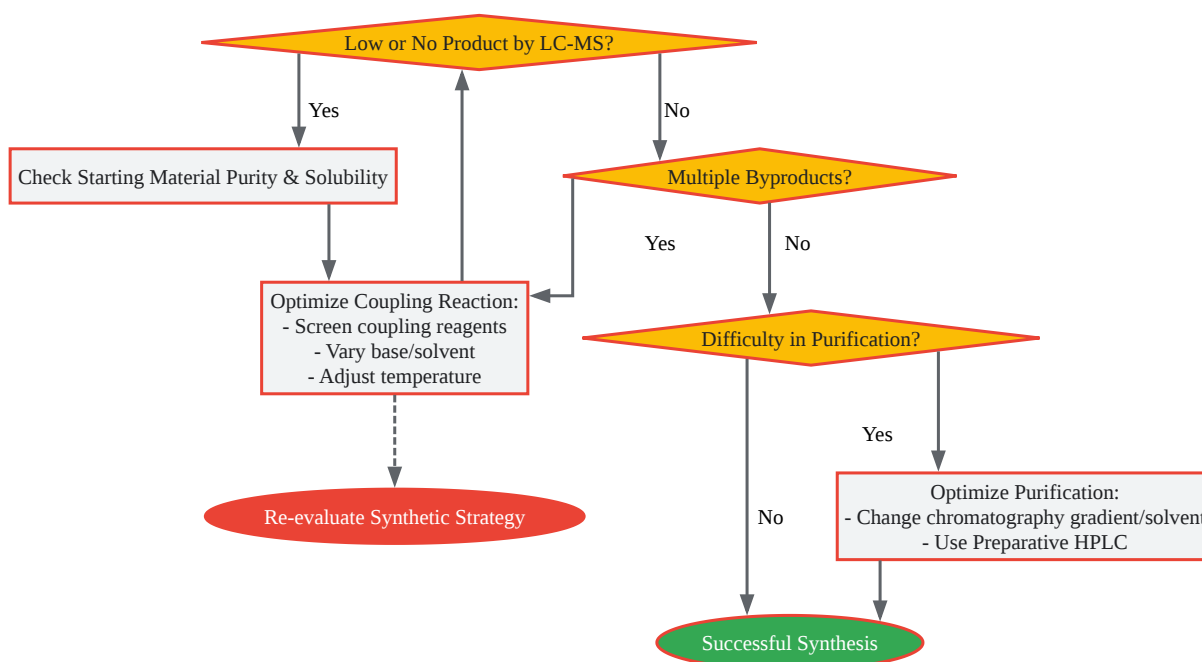 Low or No Product by LC-MS?
Yes
No
Check Starting Material Purity & Solubility
Multiple Byproducts?
Yes
No
Optimize Coupling Reaction:
- Screen coupling reagents
- Vary base/solvent
- Adjust temperature
Difficulty in Purification?
Yes
No
Re-evaluate Synthetic Strategy
Optimize Purification:
- Change chromatography gradient/solvent
- Use Preparative HPLC
Successful Synthesis